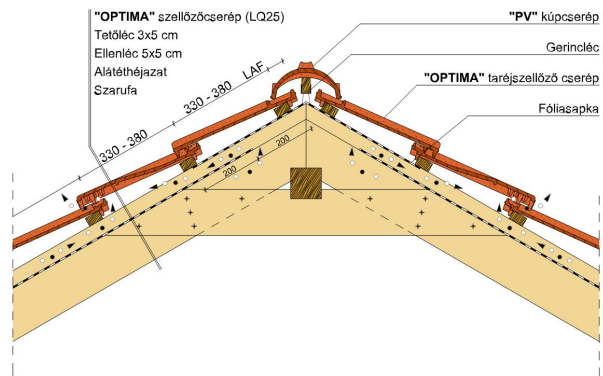 "OPTIMA" szellőzőcserép (LQ25)
Tetőléc 3x5 cm
Ellenléc 5x5 cm
Alátéthéjazat
Szarufa
"PV" kúpcserép
Gerincléc
"OPTIMA" taréjszellőző cserép
Fóliasapka
LAF
330 - 380
330 - 380
200
200